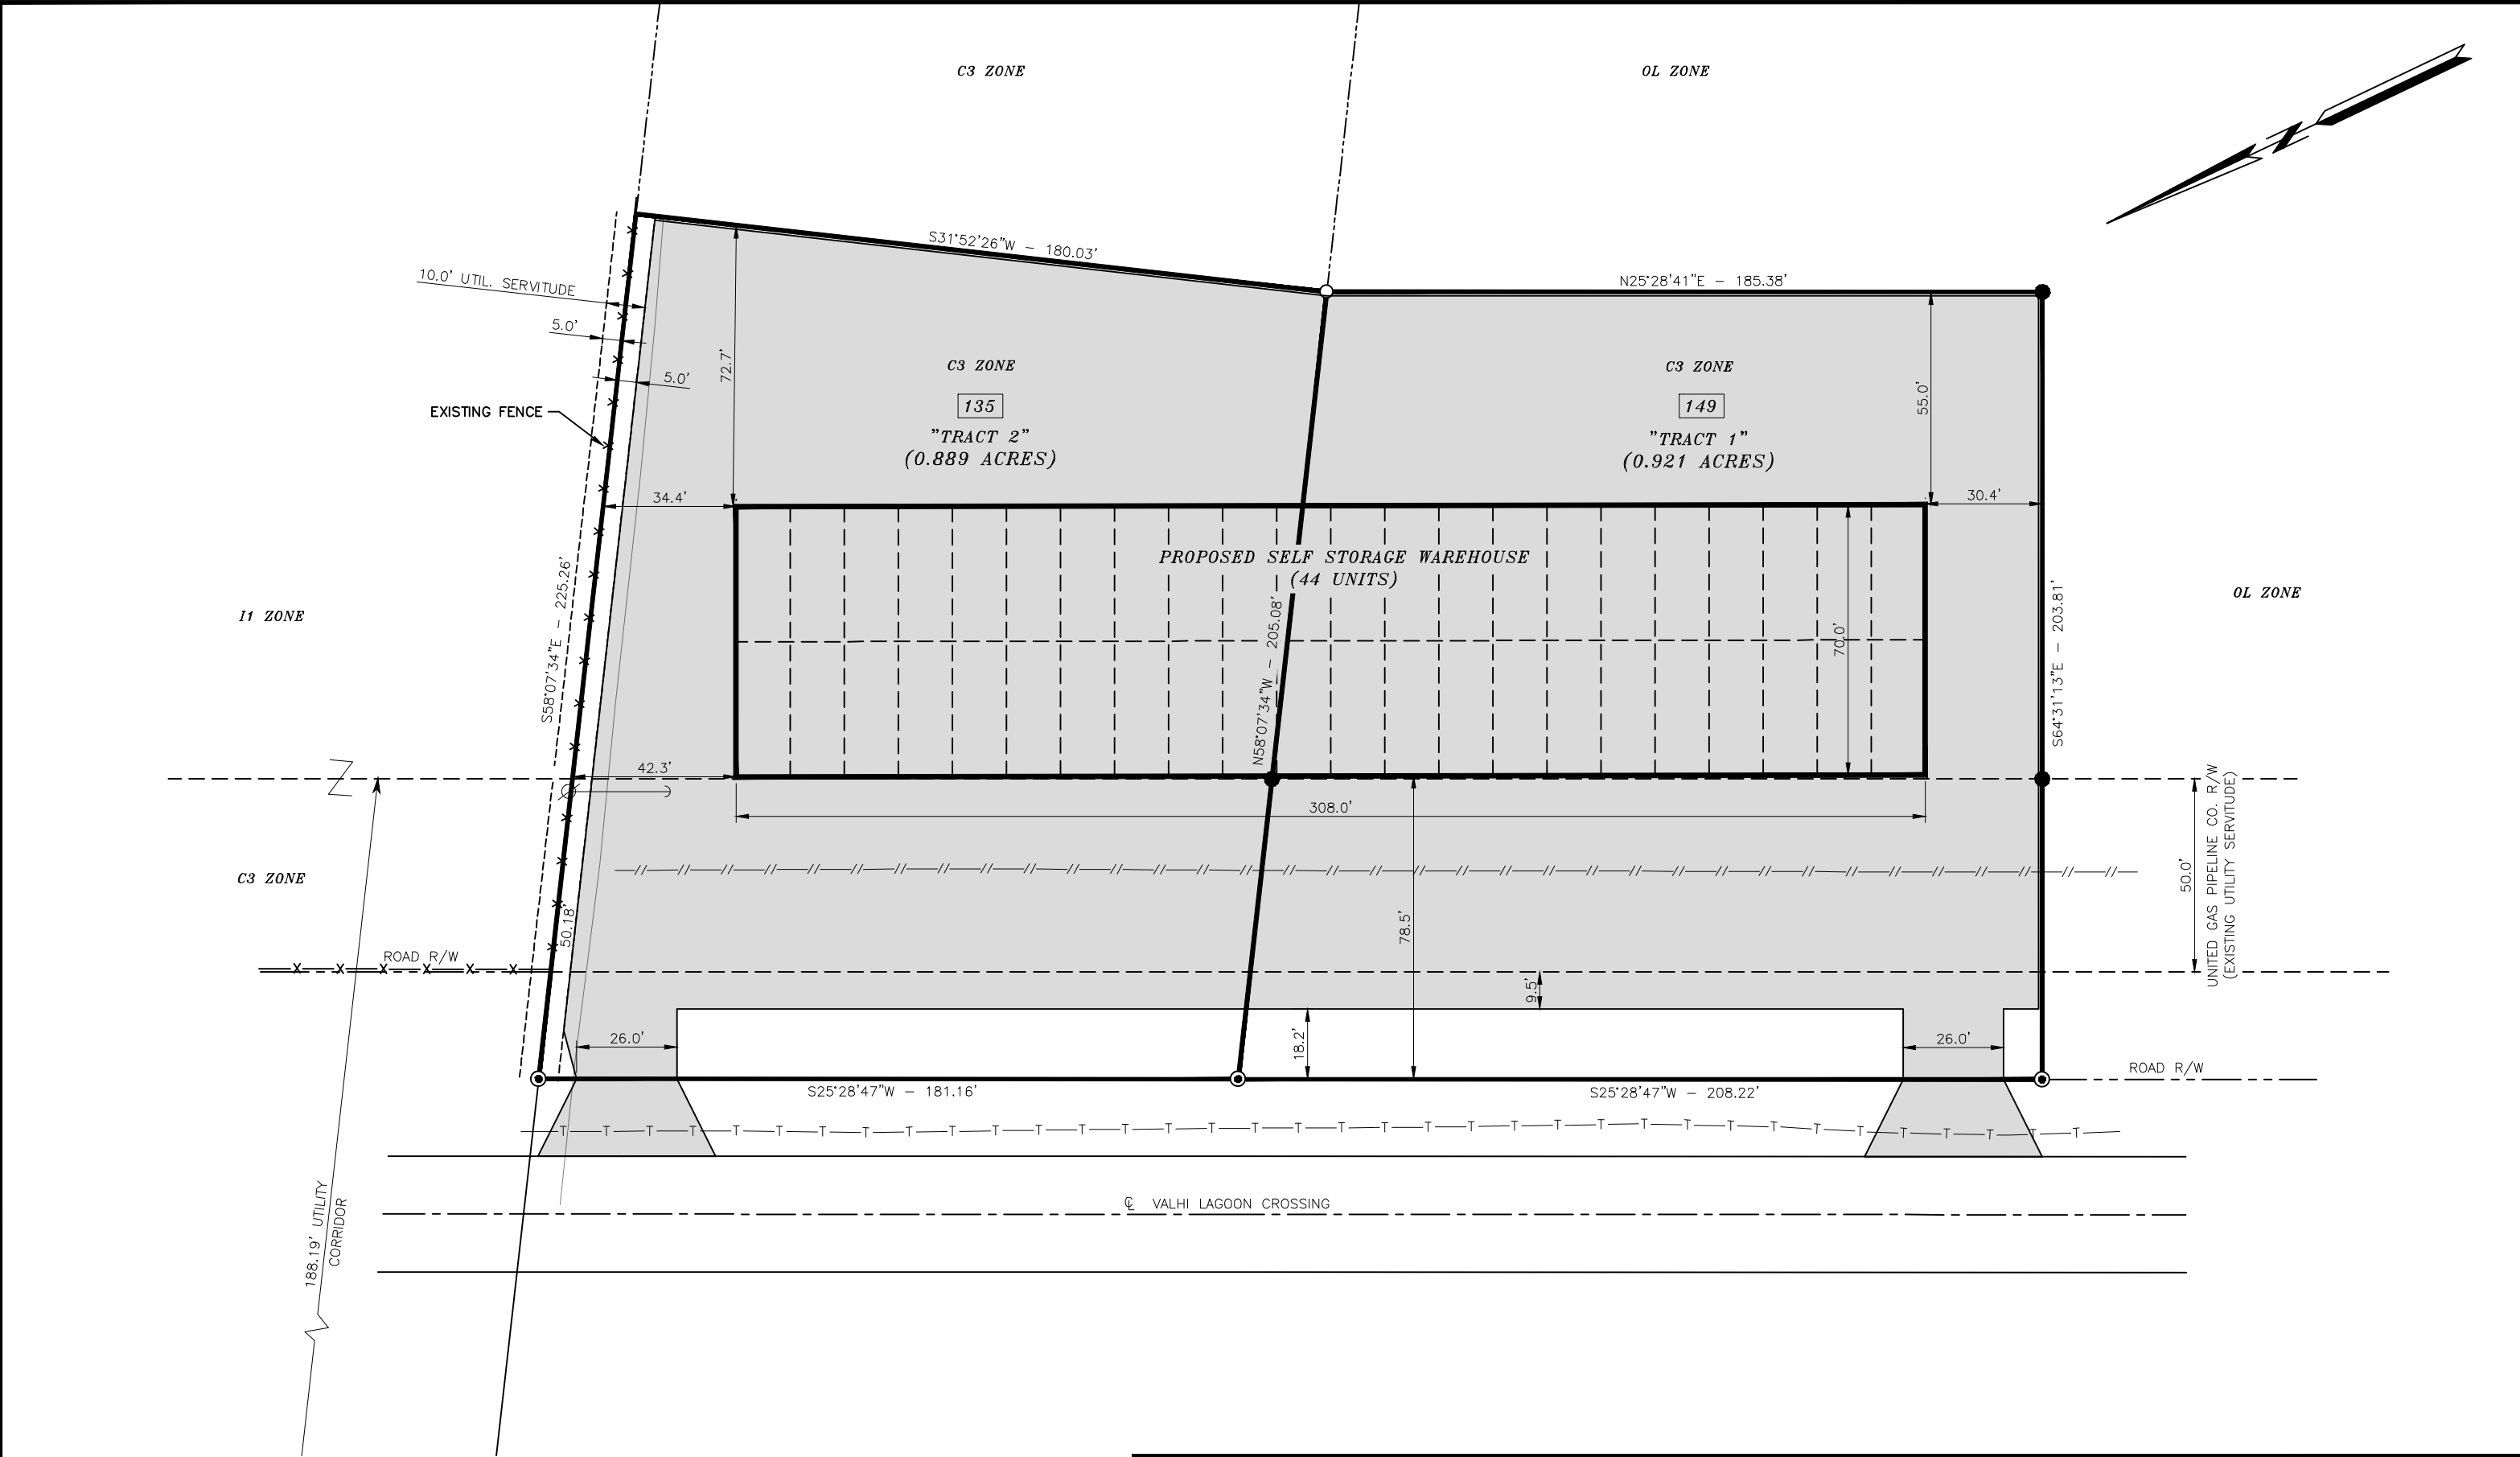 C3 ZONE
OL ZONE
N
S31°52'26"W - 180.03'
10.0' UTIL. SERVITUDE
N25°28'41"E - 185.38'
5.0'
5.0'
72.7'
55.0'
C3 ZONE
135
"TRACT 2"
(0.889 ACRES)
C3 ZONE
149
"TRACT 1"
(0.921 ACRES)
EXISTING FENCE
34.4'
30.4'
PROPOSED SELF STORAGE WAREHOUSE
(44 UNITS)
I1 ZONE
OL ZONE
S58°07'34"E - 225.26'
N58°07'34"W - 205.08'
70.0'
S64°31'13"E - 203.81'
42.3'
308.0'
C3 ZONE
50.18'
78.5'
50.0'
UNITED GAS PIPELINE CO. R/W
(EXISTING UTILITY SERVITUDE)
ROAD R/W
9.5'
26.0'
18.2'
26.0'
ROAD R/W
S25°28'47"W - 181.16'
S25°28'47"W - 208.22'
℄ VALHI LAGOON CROSSING
188.19' UTILITY
CORRIDOR